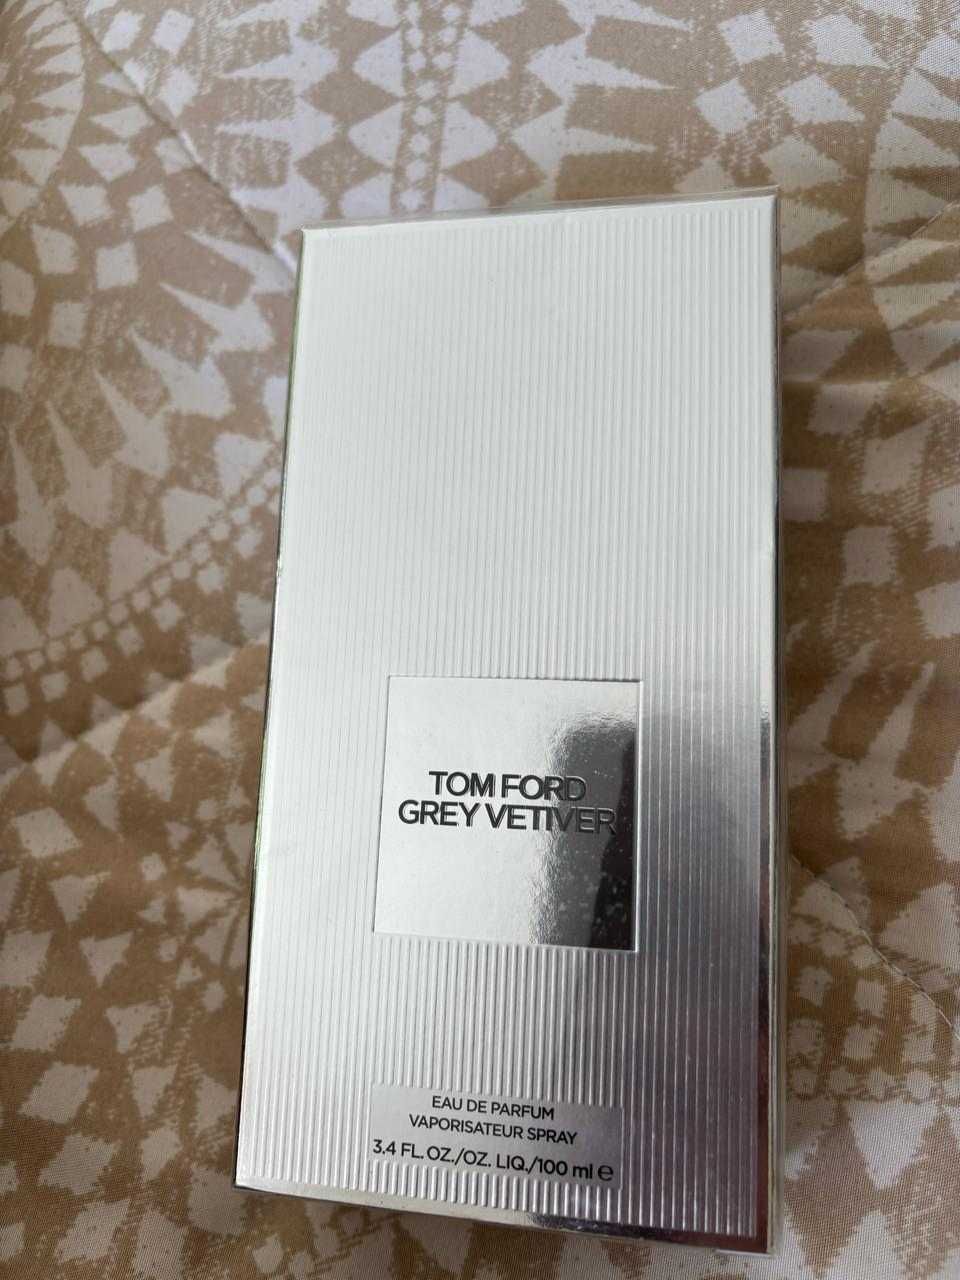 TOM FORD
GREY VETIVER
EAU DE PARFUM
VAPORISATEUR SPRAY
3.4 FL. OZ./OZ. LIQ./100 ml ℮